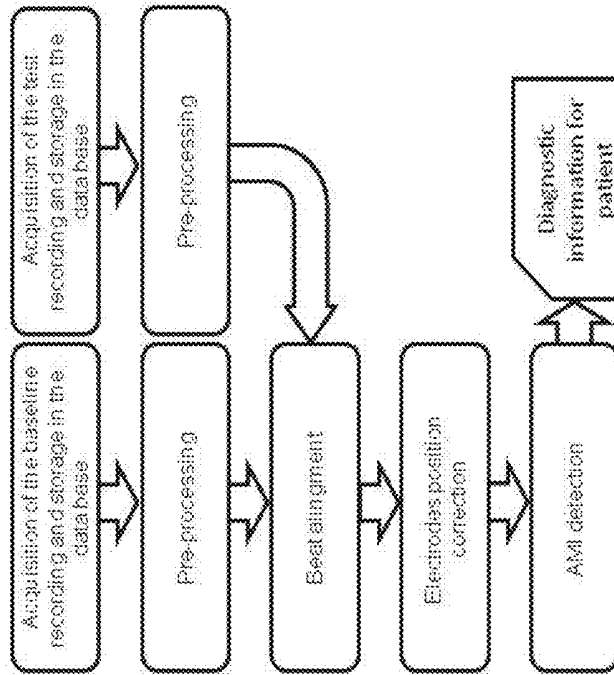 Acquisition of the baseline
recording and storage in the
data base
Acquisition of the test
recording and storage in the
data base
Pre-processing
Pre-processing
Beat alingment
Electrodes position
correction
AMI detection
Diagnostic
information for
patient